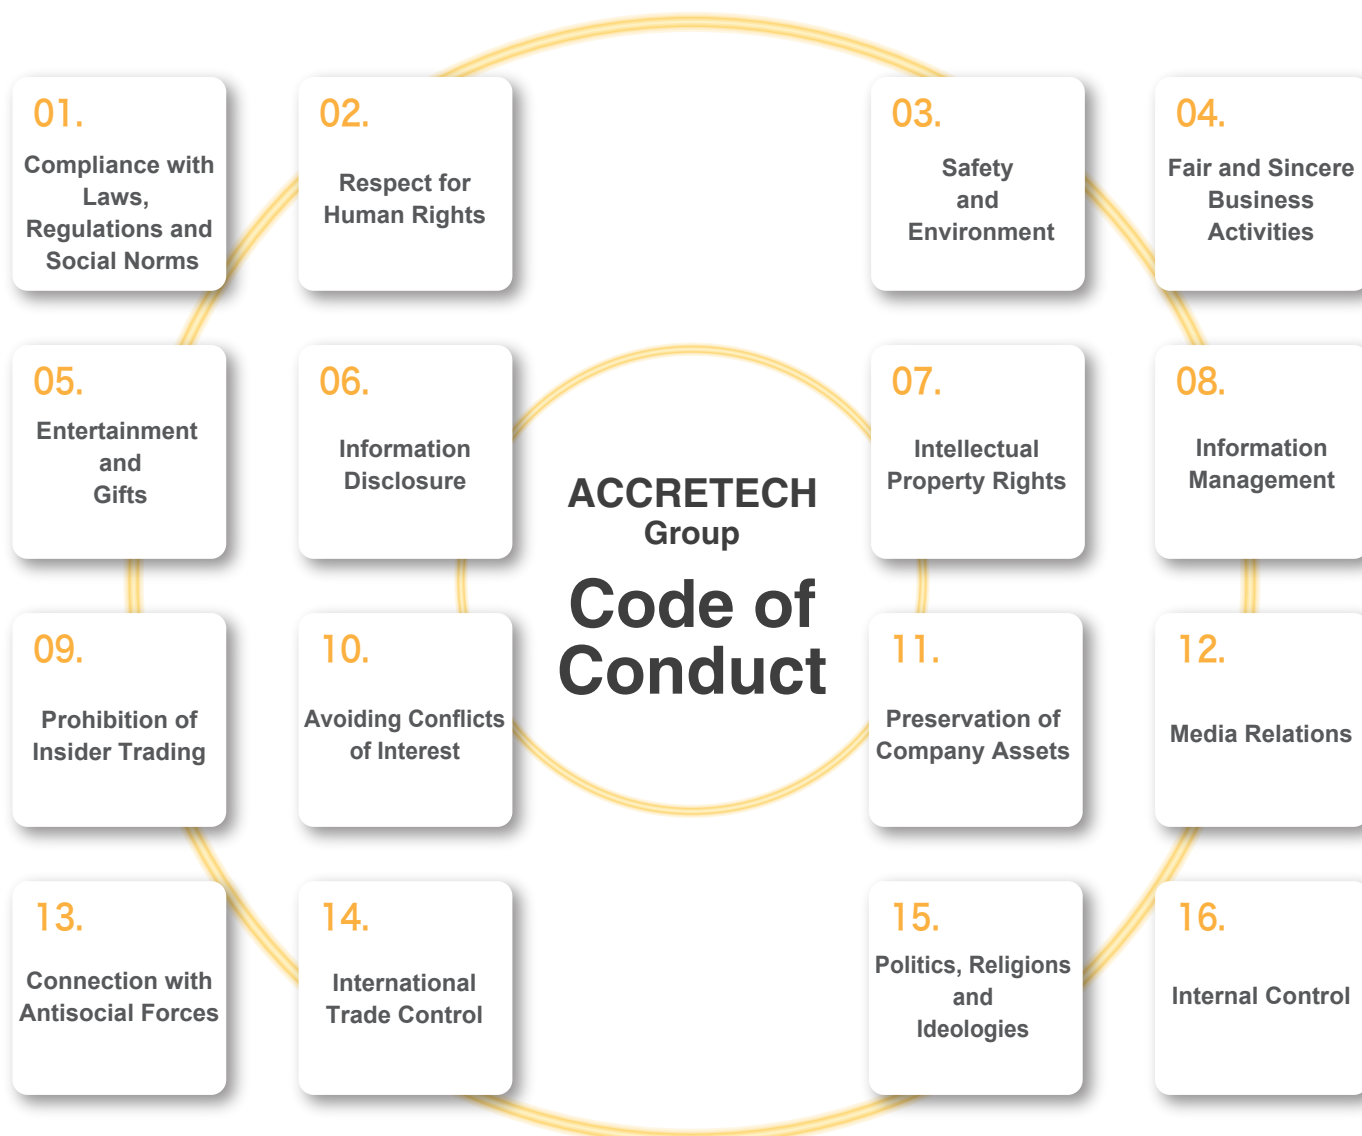 01.
Compliance with
Laws,
Regulations and
Social Norms
02.
Respect for
Human Rights
03.
Safety
and
Environment
04.
Fair and Sincere
Business
Activities
05.
Entertainment
and
Gifts
06.
Information
Disclosure
ACCRETECH
Group
Code of
Conduct
07.
Intellectual
Property Rights
08.
Information
Management
09.
Prohibition of
Insider Trading
10.
Avoiding Conflicts
of Interest
11.
Preservation of
Company Assets
12.
Media Relations
13.
Connection with
Antisocial Forces
14.
International
Trade Control
15.
Politics, Religions
and
Ideologies
16.
Internal Control